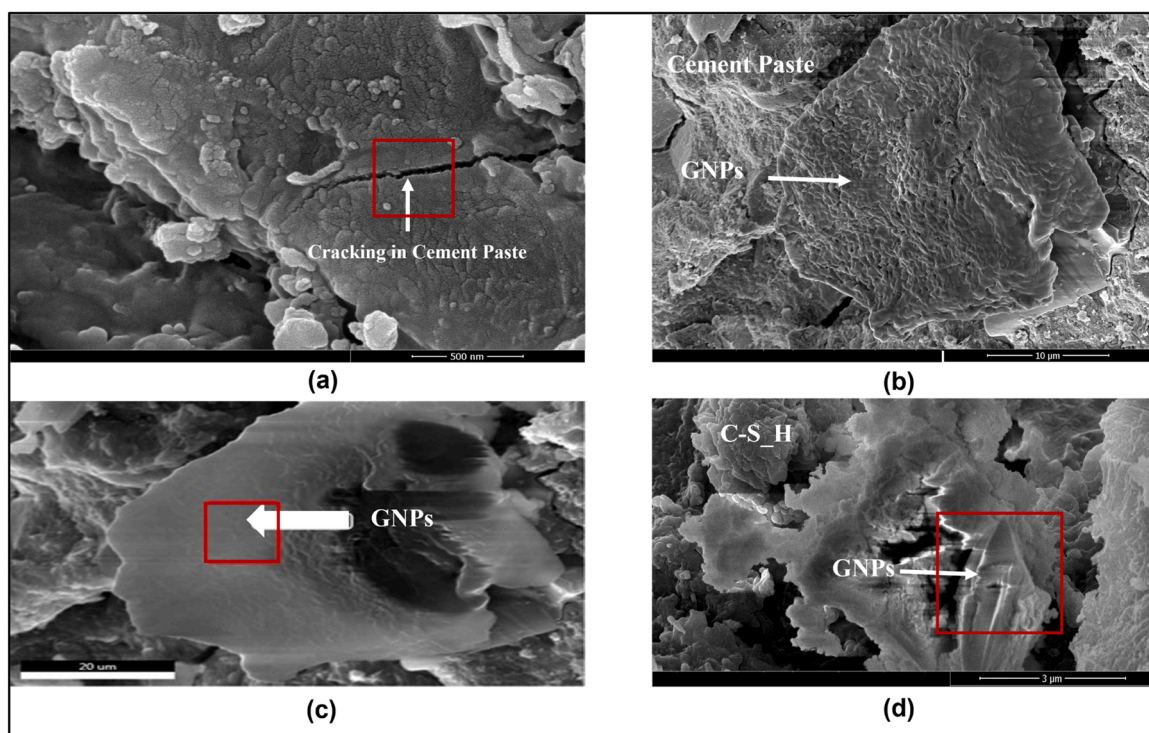 Cracking in Cement Paste
500 nm
(a)
Cement Paste
GNPs
10 µm
(b)
GNPs
20 um
(c)
C-S_H
GNPs
3 µm
(d)